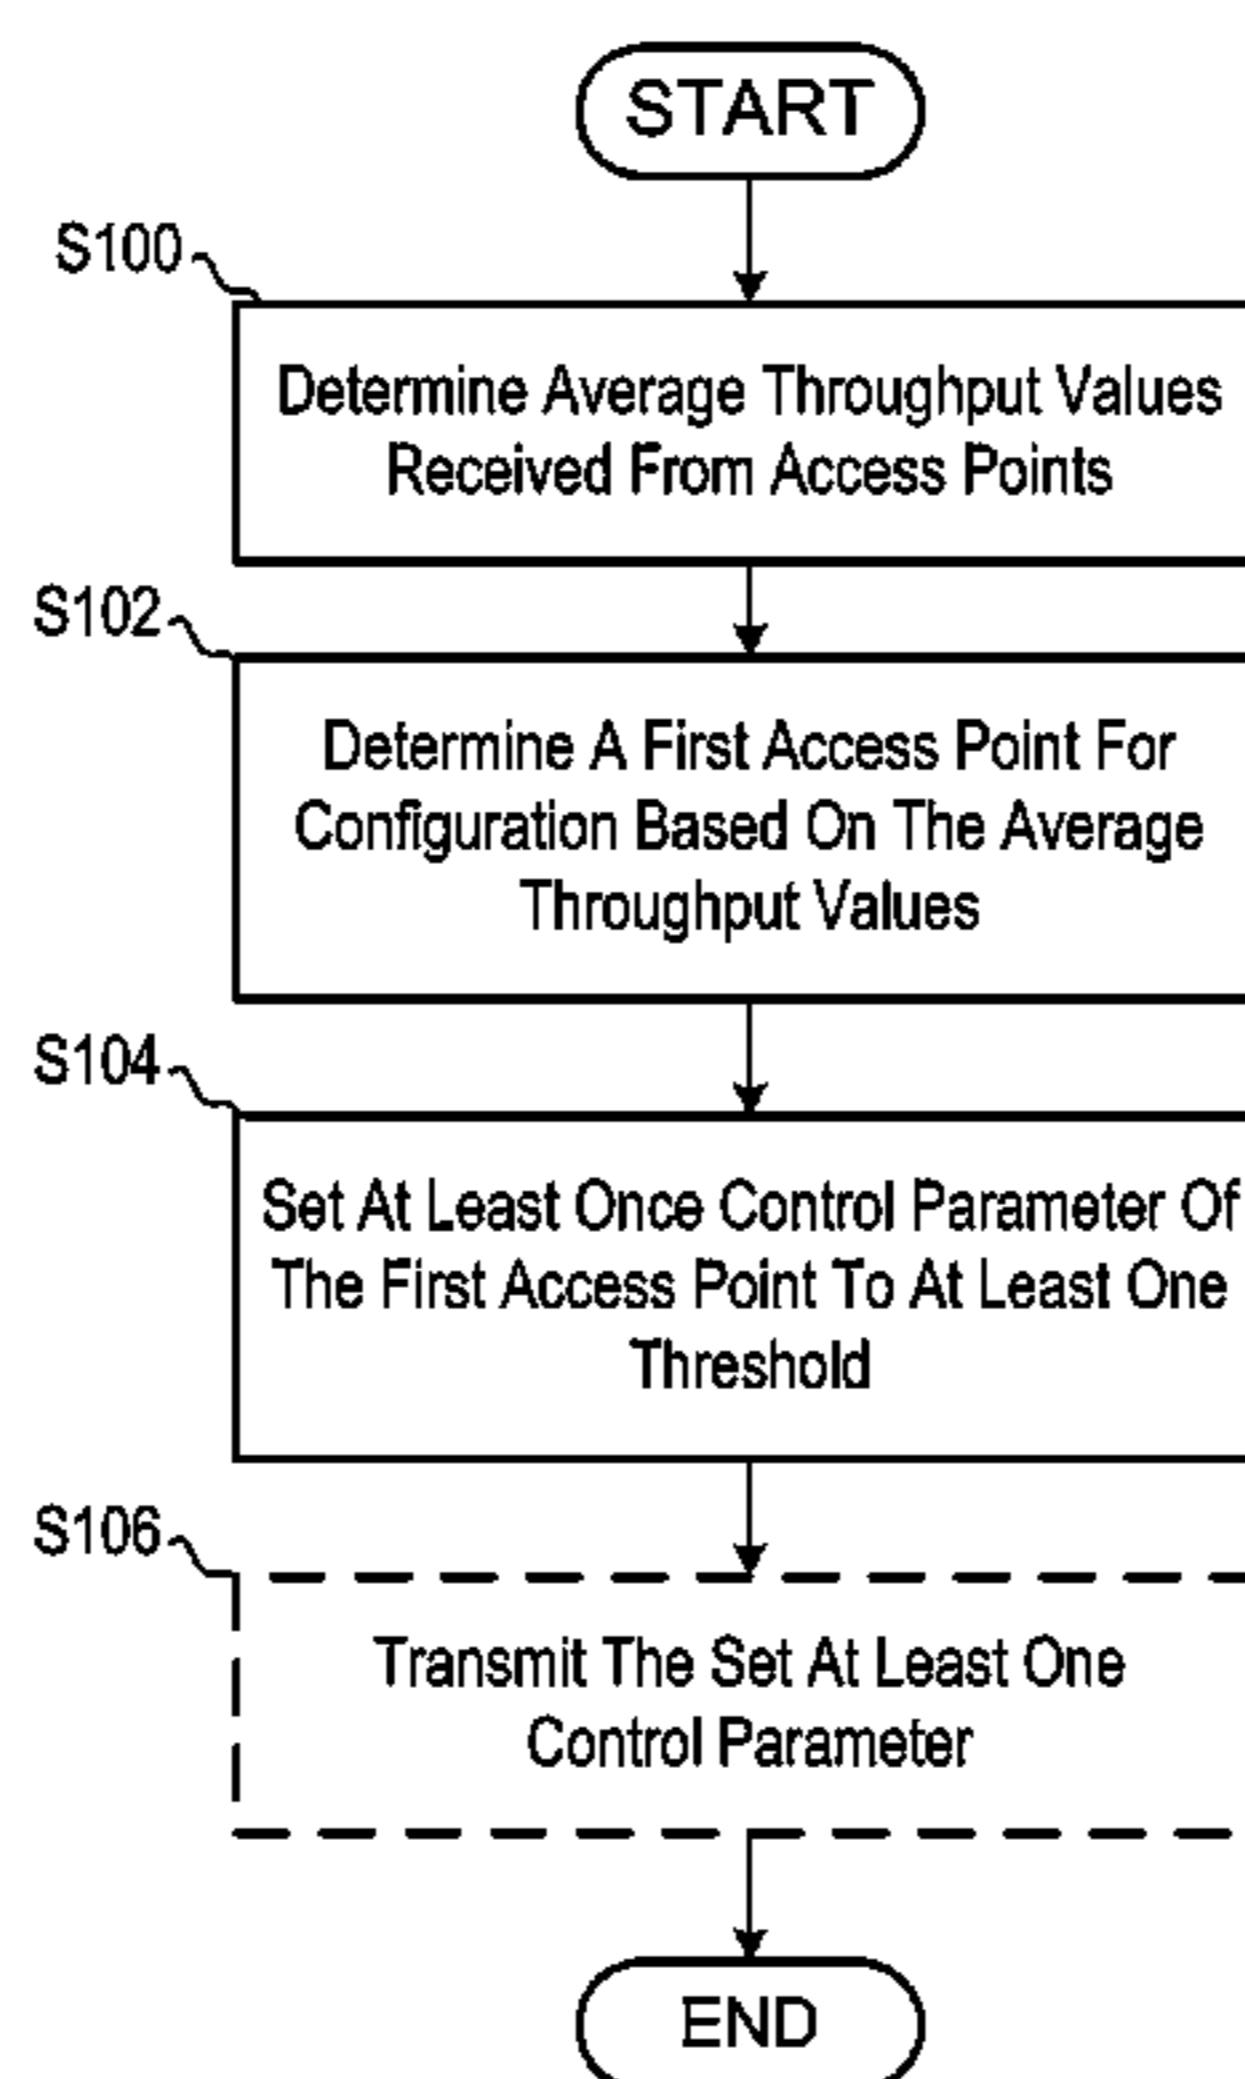 START
S100
Determine Average Throughput Values
Received From Access Points
S102
Determine A First Access Point For
Configuration Based On The Average
Throughput Values
S104
Set At Least Once Control Parameter Of
The First Access Point To At Least One
Threshold
S106
Transmit The Set At Least One
Control Parameter
END